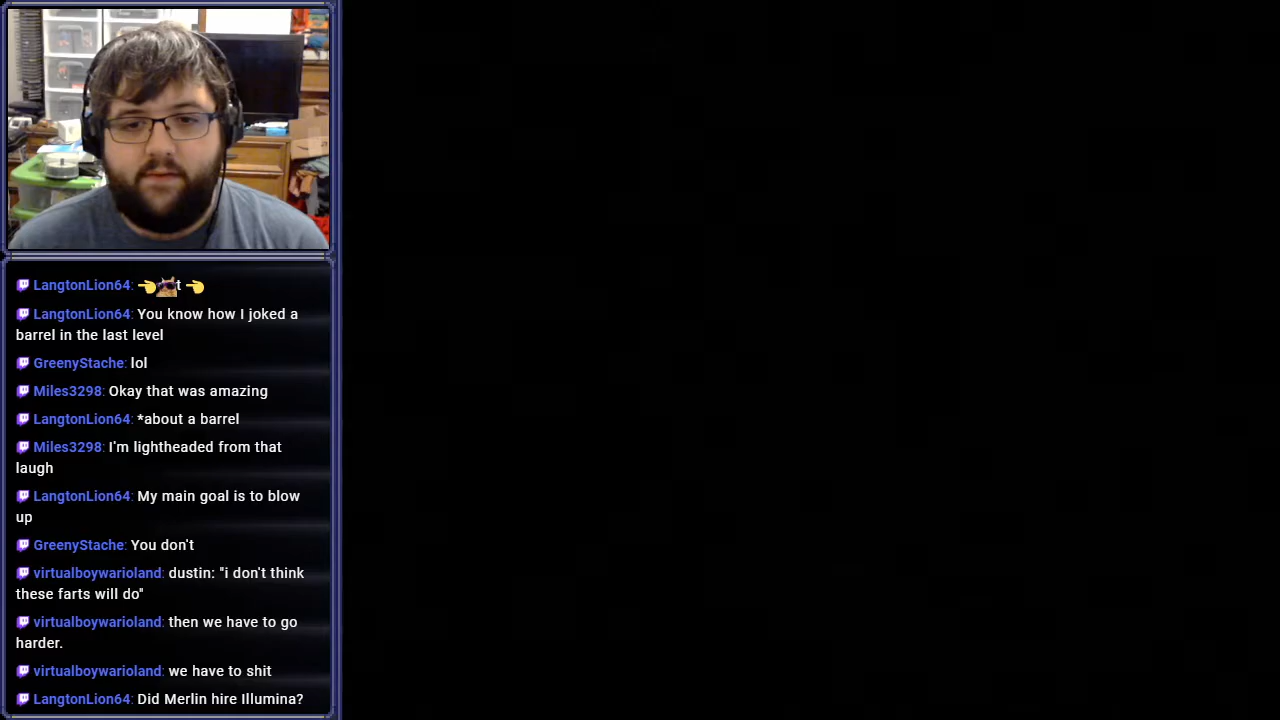 LangtonLion64: 👈t 👈
LangtonLion64: You know how I joked a
barrel in the last level
GreenyStache: lol
Miles3298: Okay that was amazing
LangtonLion64: *about a barrel
Miles3298: I'm lightheaded from that
laugh
LangtonLion64: My main goal is to blow
up
GreenyStache: You don't
virtualboywarioland: dustin: "i don't think
these farts will do"
virtualboywarioland: then we have to go
harder.
virtualboywarioland: we have to shit
LangtonLion64: Did Merlin hire Illumina?